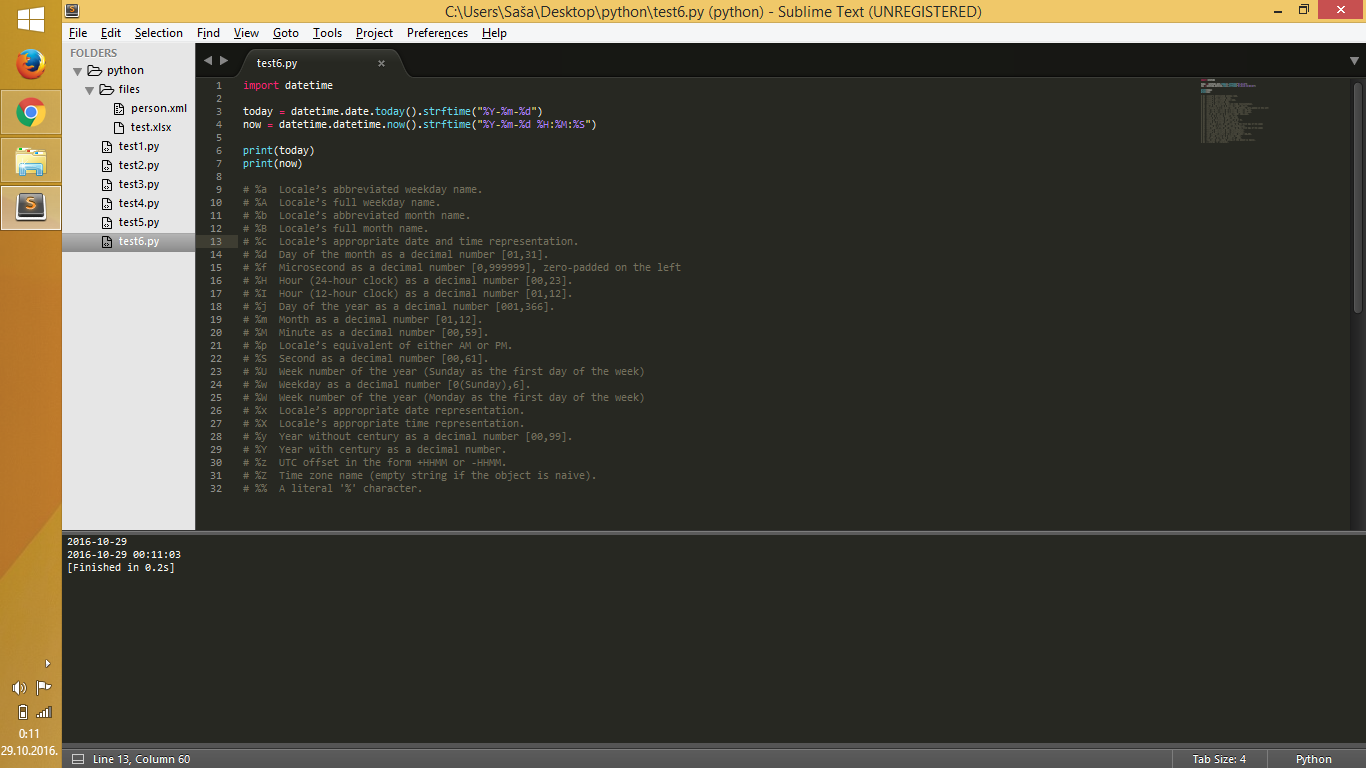 C:\Users\Saša\Desktop\python\test6.py (python) - Sublime Text (UNREGISTERED)
File Edit Selection Find View Goto Tools Project Preferences Help
FOLDERS
python
files
person.xml
test.xlsx
test1.py
test2.py
test3.py
test4.py
test5.py
test6.py
test6.py
1 import datetime
2
3 today = datetime.date.today().strftime("%Y-%m-%d")
4 now = datetime.datetime.now().strftime("%Y-%m-%d %H:%M:%S")
5
6 print(today)
7 print(now)
8
9 # %a  Locale’s abbreviated weekday name.
10 # %A  Locale’s full weekday name.
11 # %b  Locale’s abbreviated month name.
12 # %B  Locale’s full month name.
13 # %c  Locale’s appropriate date and time representation.
14 # %d  Day of the month as a decimal number [01,31].
15 # %f  Microsecond as a decimal number [0,999999], zero-padded on the left
16 # %H  Hour (24-hour clock) as a decimal number [00,23].
17 # %I  Hour (12-hour clock) as a decimal number [01,12].
18 # %j  Day of the year as a decimal number [001,366].
19 # %m  Month as a decimal number [01,12].
20 # %M  Minute as a decimal number [00,59].
21 # %p  Locale’s equivalent of either AM or PM.
22 # %S  Second as a decimal number [00,61].
23 # %U  Week number of the year (Sunday as the first day of the week)
24 # %w  Weekday as a decimal number [0(Sunday),6].
25 # %W  Week number of the year (Monday as the first day of the week)
26 # %x  Locale’s appropriate date representation.
27 # %X  Locale’s appropriate time representation.
28 # %y  Year without century as a decimal number [00,99].
29 # %Y  Year with century as a decimal number.
30 # %z  UTC offset in the form +HHMM or -HHMM.
31 # %Z  Time zone name (empty string if the object is naive).
32 # %%  A literal '%' character.
2016-10-29
2016-10-29 00:11:03
[Finished in 0.2s]
0:11
29.10.2016.
Line 13, Column 60
Tab Size: 4
Python